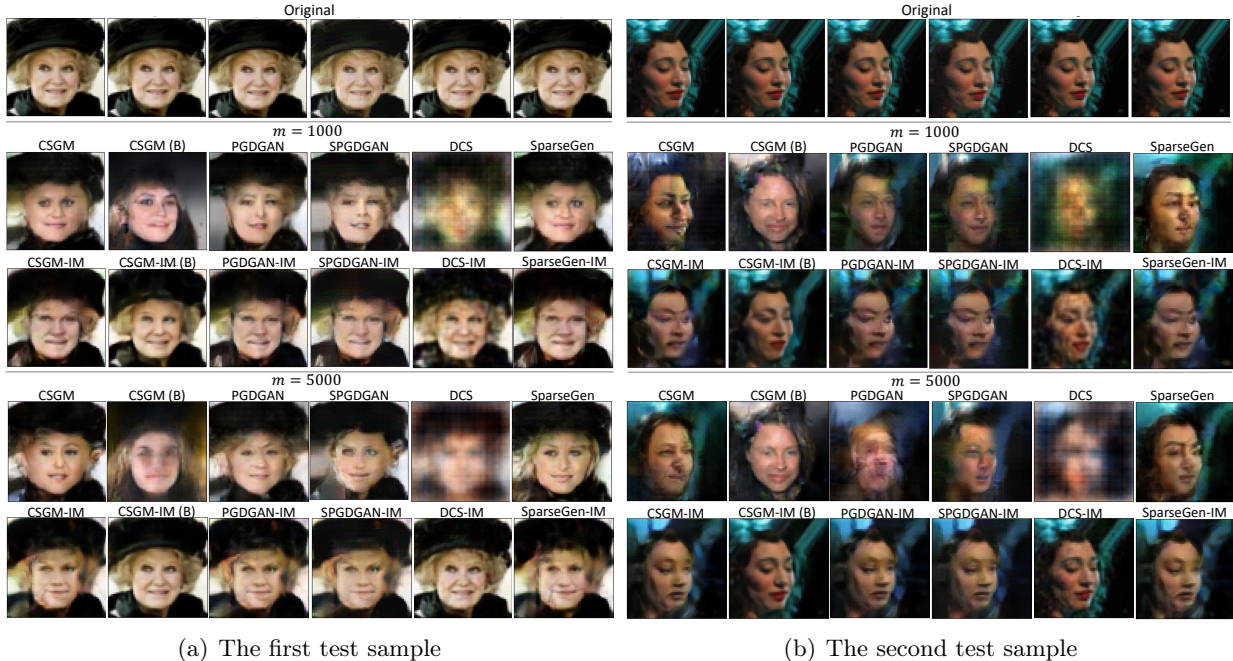 Original
m = 1000
CSGM CSGM (B) PGDGAN SPGDGAN DCS SparseGen
CSGM-IM CSGM-IM (B) PGDGAN-IM SPGDGAN-IM DCS-IM SparseGen-IM
m = 5000
CSGM CSGM (B) PGDGAN SPGDGAN DCS SparseGen
CSGM-IM CSGM-IM (B) PGDGAN-IM SPGDGAN-IM DCS-IM SparseGen-IM
(a) The first test sample
Original
m = 1000
CSGM CSGM (B) PGDGAN SPGDGAN DCS SparseGen
CSGM-IM CSGM-IM (B) PGDGAN-IM SPGDGAN-IM DCS-IM SparseGen-IM
m = 5000
CSGM CSGM (B) PGDGAN SPGDGAN DCS SparseGen
CSGM-IM CSGM-IM (B) PGDGAN-IM SPGDGAN-IM DCS-IM SparseGen-IM
(b) The second test sample